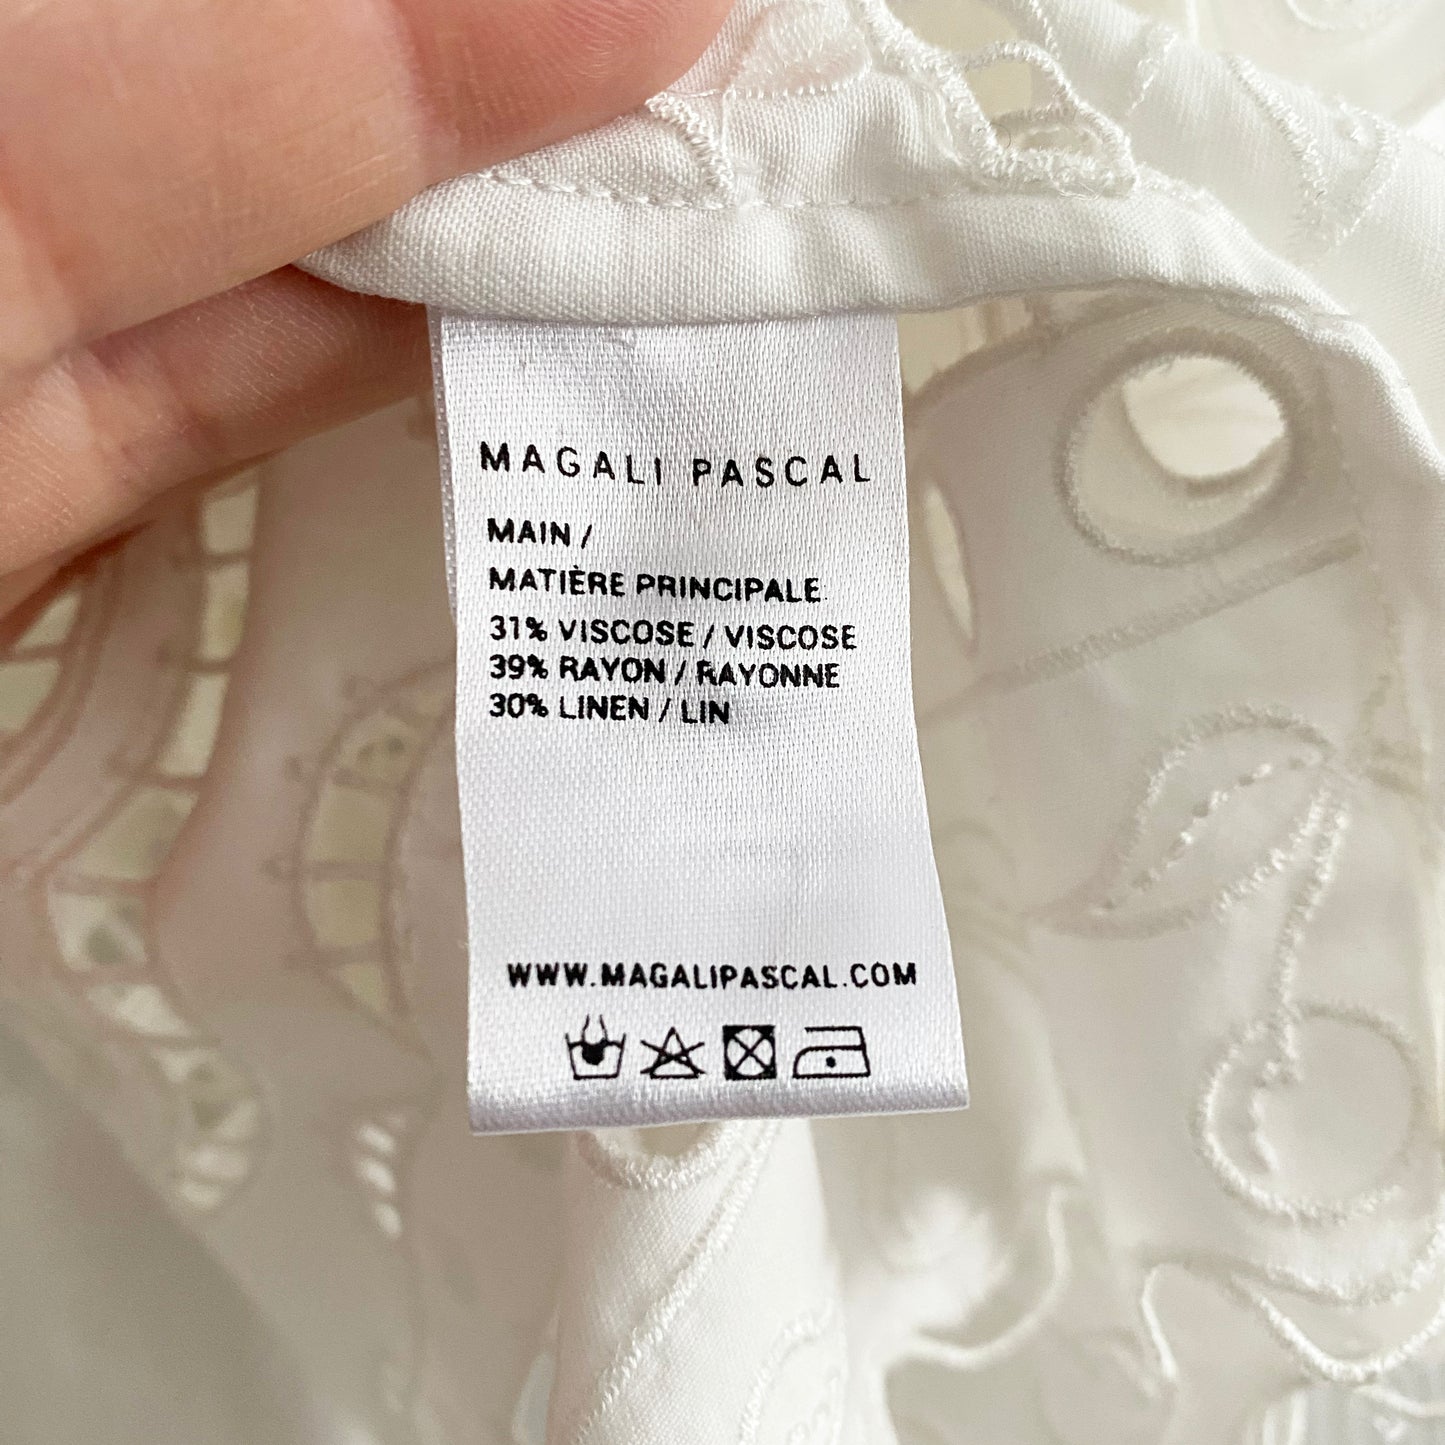 MAGALI PASCAL
MAIN /
MATIÈRE PRINCIPALE
31% VISCOSE / VISCOSE
39% RAYON / RAYONNE
30% LINEN / LIN
WWW.MAGALIPASCAL.COM